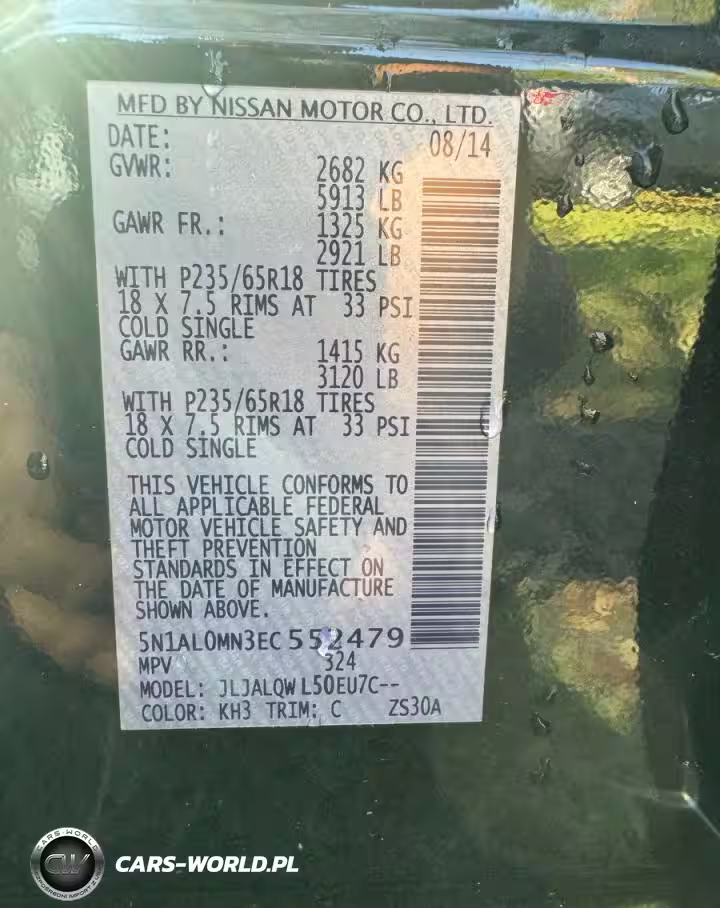 MFD BY NISSAN MOTOR CO., LTD.
DATE: 08/14
GVWR: 2682 KG
5913 LB
GAWR FR.: 1325 KG
2921 LB
WITH P235/65R18 TIRES
18 X 7.5 RIMS AT 33 PSI
COLD SINGLE
GAWR RR.: 1415 KG
3120 LB
WITH P235/65R18 TIRES
18 X 7.5 RIMS AT 33 PSI
COLD SINGLE
THIS VEHICLE CONFORMS TO
ALL APPLICABLE FEDERAL
MOTOR VEHICLE SAFETY AND
THEFT PREVENTION
STANDARDS IN EFFECT ON
THE DATE OF MANUFACTURE
SHOWN ABOVE.
5N1AL0MN3EC552479
MPV 324
MODEL: JLJALQWL50EU7C--
COLOR: KH3 TRIM: C ZS30A
CARS-WORLD
CW
CARS-WORLD.PL